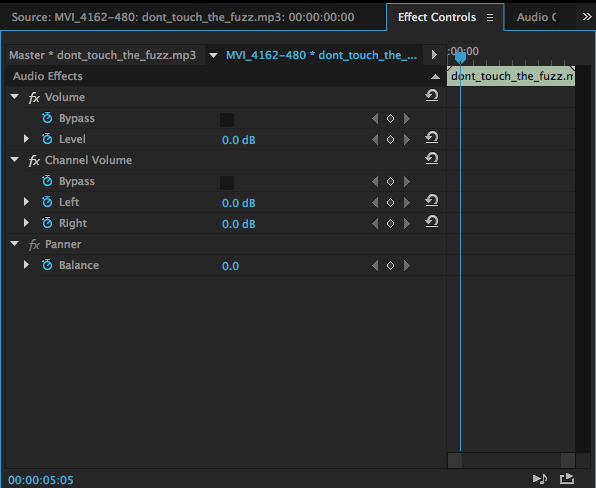 Source: MVI_4162-480: dont_touch_the_fuzz.mp3: 00:00:00:00 Effect Controls Audio C
Master * dont_touch_the_fuzz.mp3 MVI_4162-480 * dont_touch_the_... :00:00
Audio Effects dont_touch_the_fuzz.m
fx Volume
Bypass
Level 0.0 dB
fx Channel Volume
Bypass
Left 0.0 dB
Right 0.0 dB
fx Panner
Balance 0.0
00:00:05:05